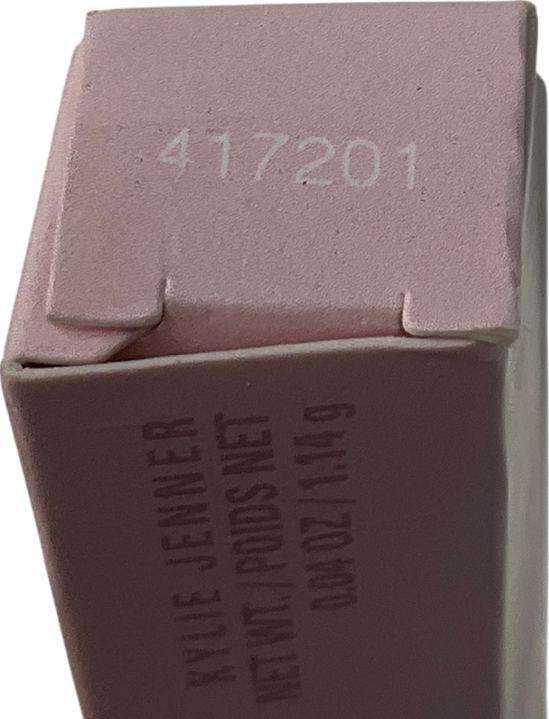 417201
KYLIE JENNER
NET WT. / POIDS NET
0.04 OZ / 1.14 g